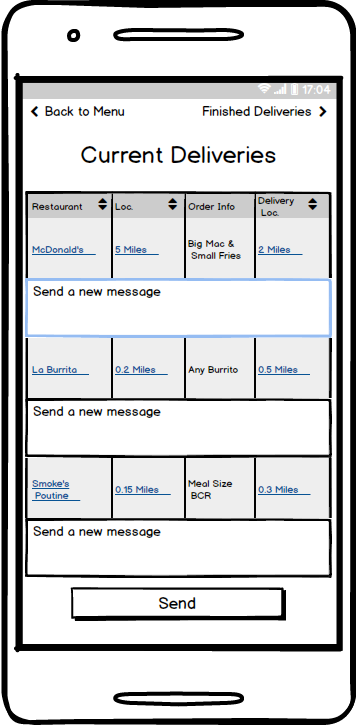 17:04
Back to Menu Finished Deliveries
Current Deliveries
Restaurant Loc. Order Info Delivery
Loc.
McDonald's 5 Miles Big Mac & 2 Miles
Small Fries
Send a new message
La Burrita 0.2 Miles Any Burrito 0.5 Miles
Send a new message
Smoke's 0.15 Miles Meal Size 0.3 Miles
Poutine BCR
Send a new message
Send